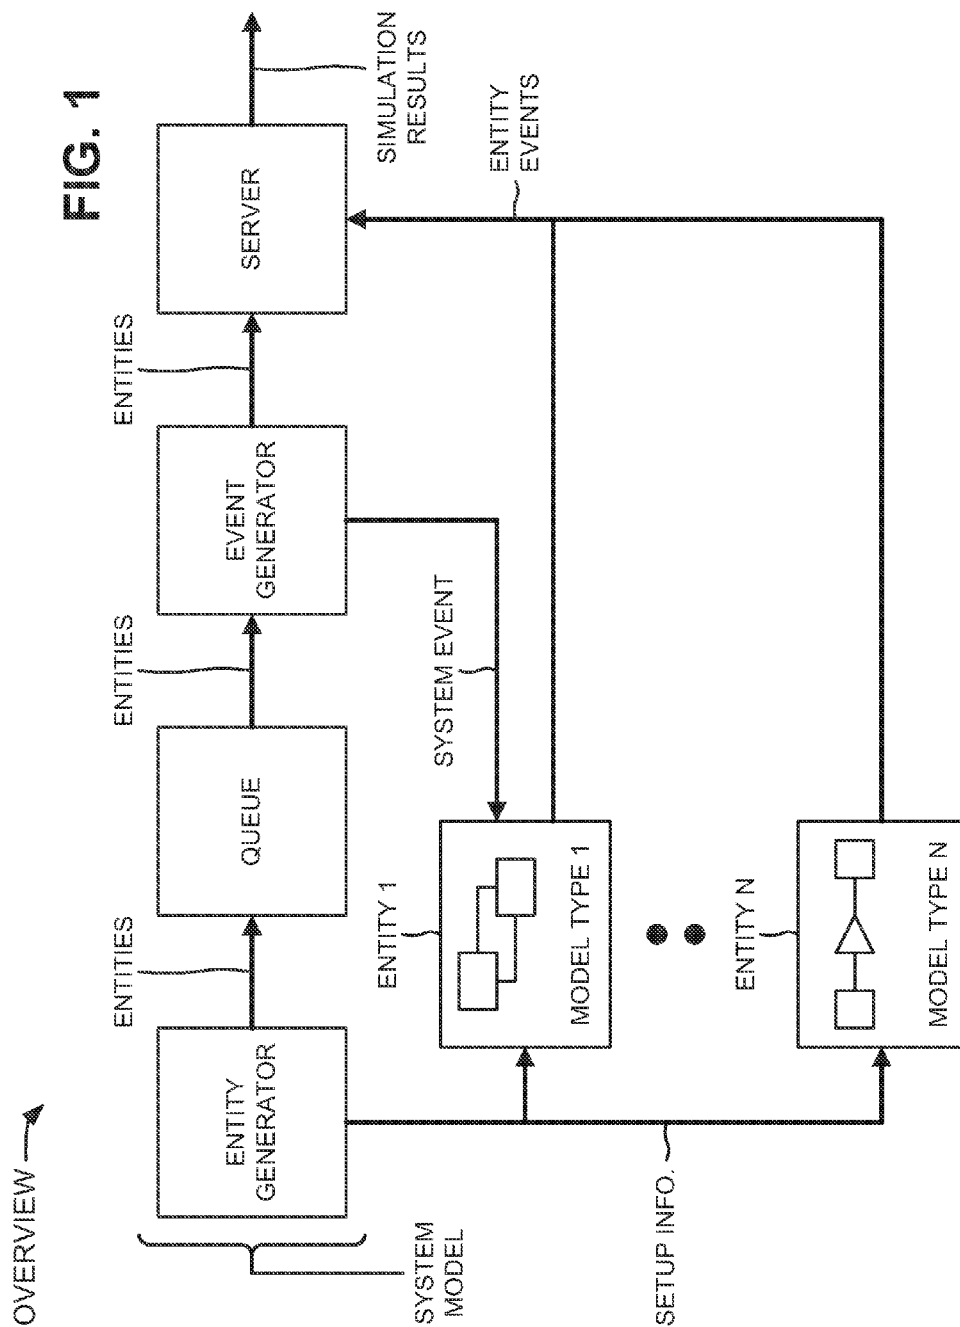 OVERVIEW
FIG. 1
ENTITIES
ENTITIES
ENTITIES
ENTITY
GENERATOR
QUEUE
EVENT
GENERATOR
SERVER
SYSTEM
MODEL
SIMULATION
RESULTS
ENTITY 1
SYSTEM EVENT
ENTITY
EVENTS
MODEL TYPE 1
SETUP INFO.
ENTITY N
MODEL TYPE N